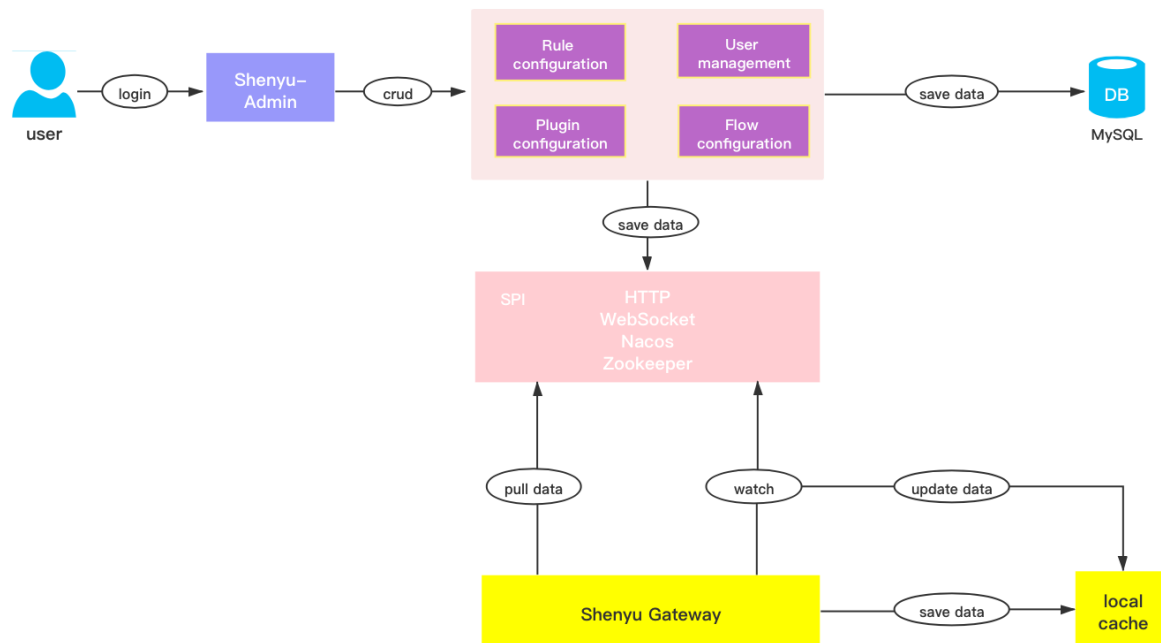 user
login
Shenyu-
Admin
crud
Rule
configuration
User
management
Plugin
configuration
Flow
configuration
save data
DB
MySQL
save data
SPI
HTTP
WebSocket
Nacos
Zookeeper
pull data
watch
update data
Shenyu Gateway
save data
local
cache